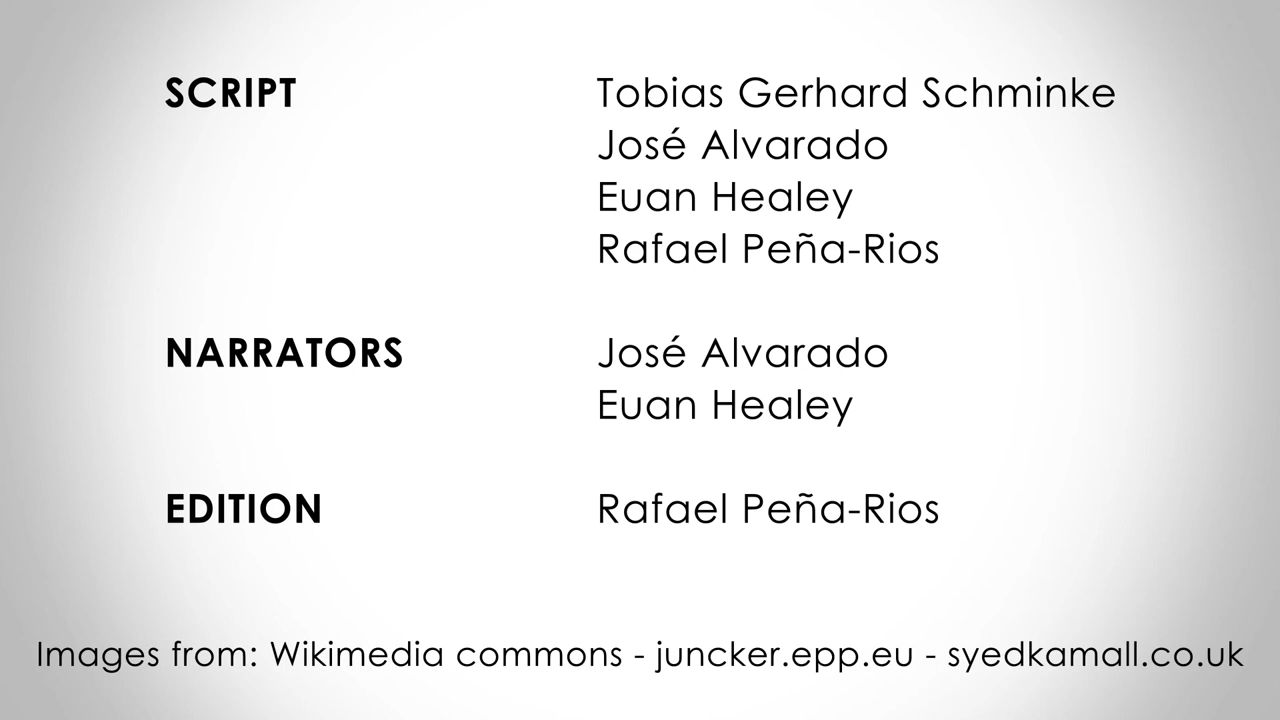 SCRIPT Tobias Gerhard Schminke
José Alvarado
Euan Healey
Rafael Peña-Rios
NARRATORS José Alvarado
Euan Healey
EDITION Rafael Peña-Rios
Images from: Wikimedia commons - juncker.epp.eu - syedkamall.co.uk